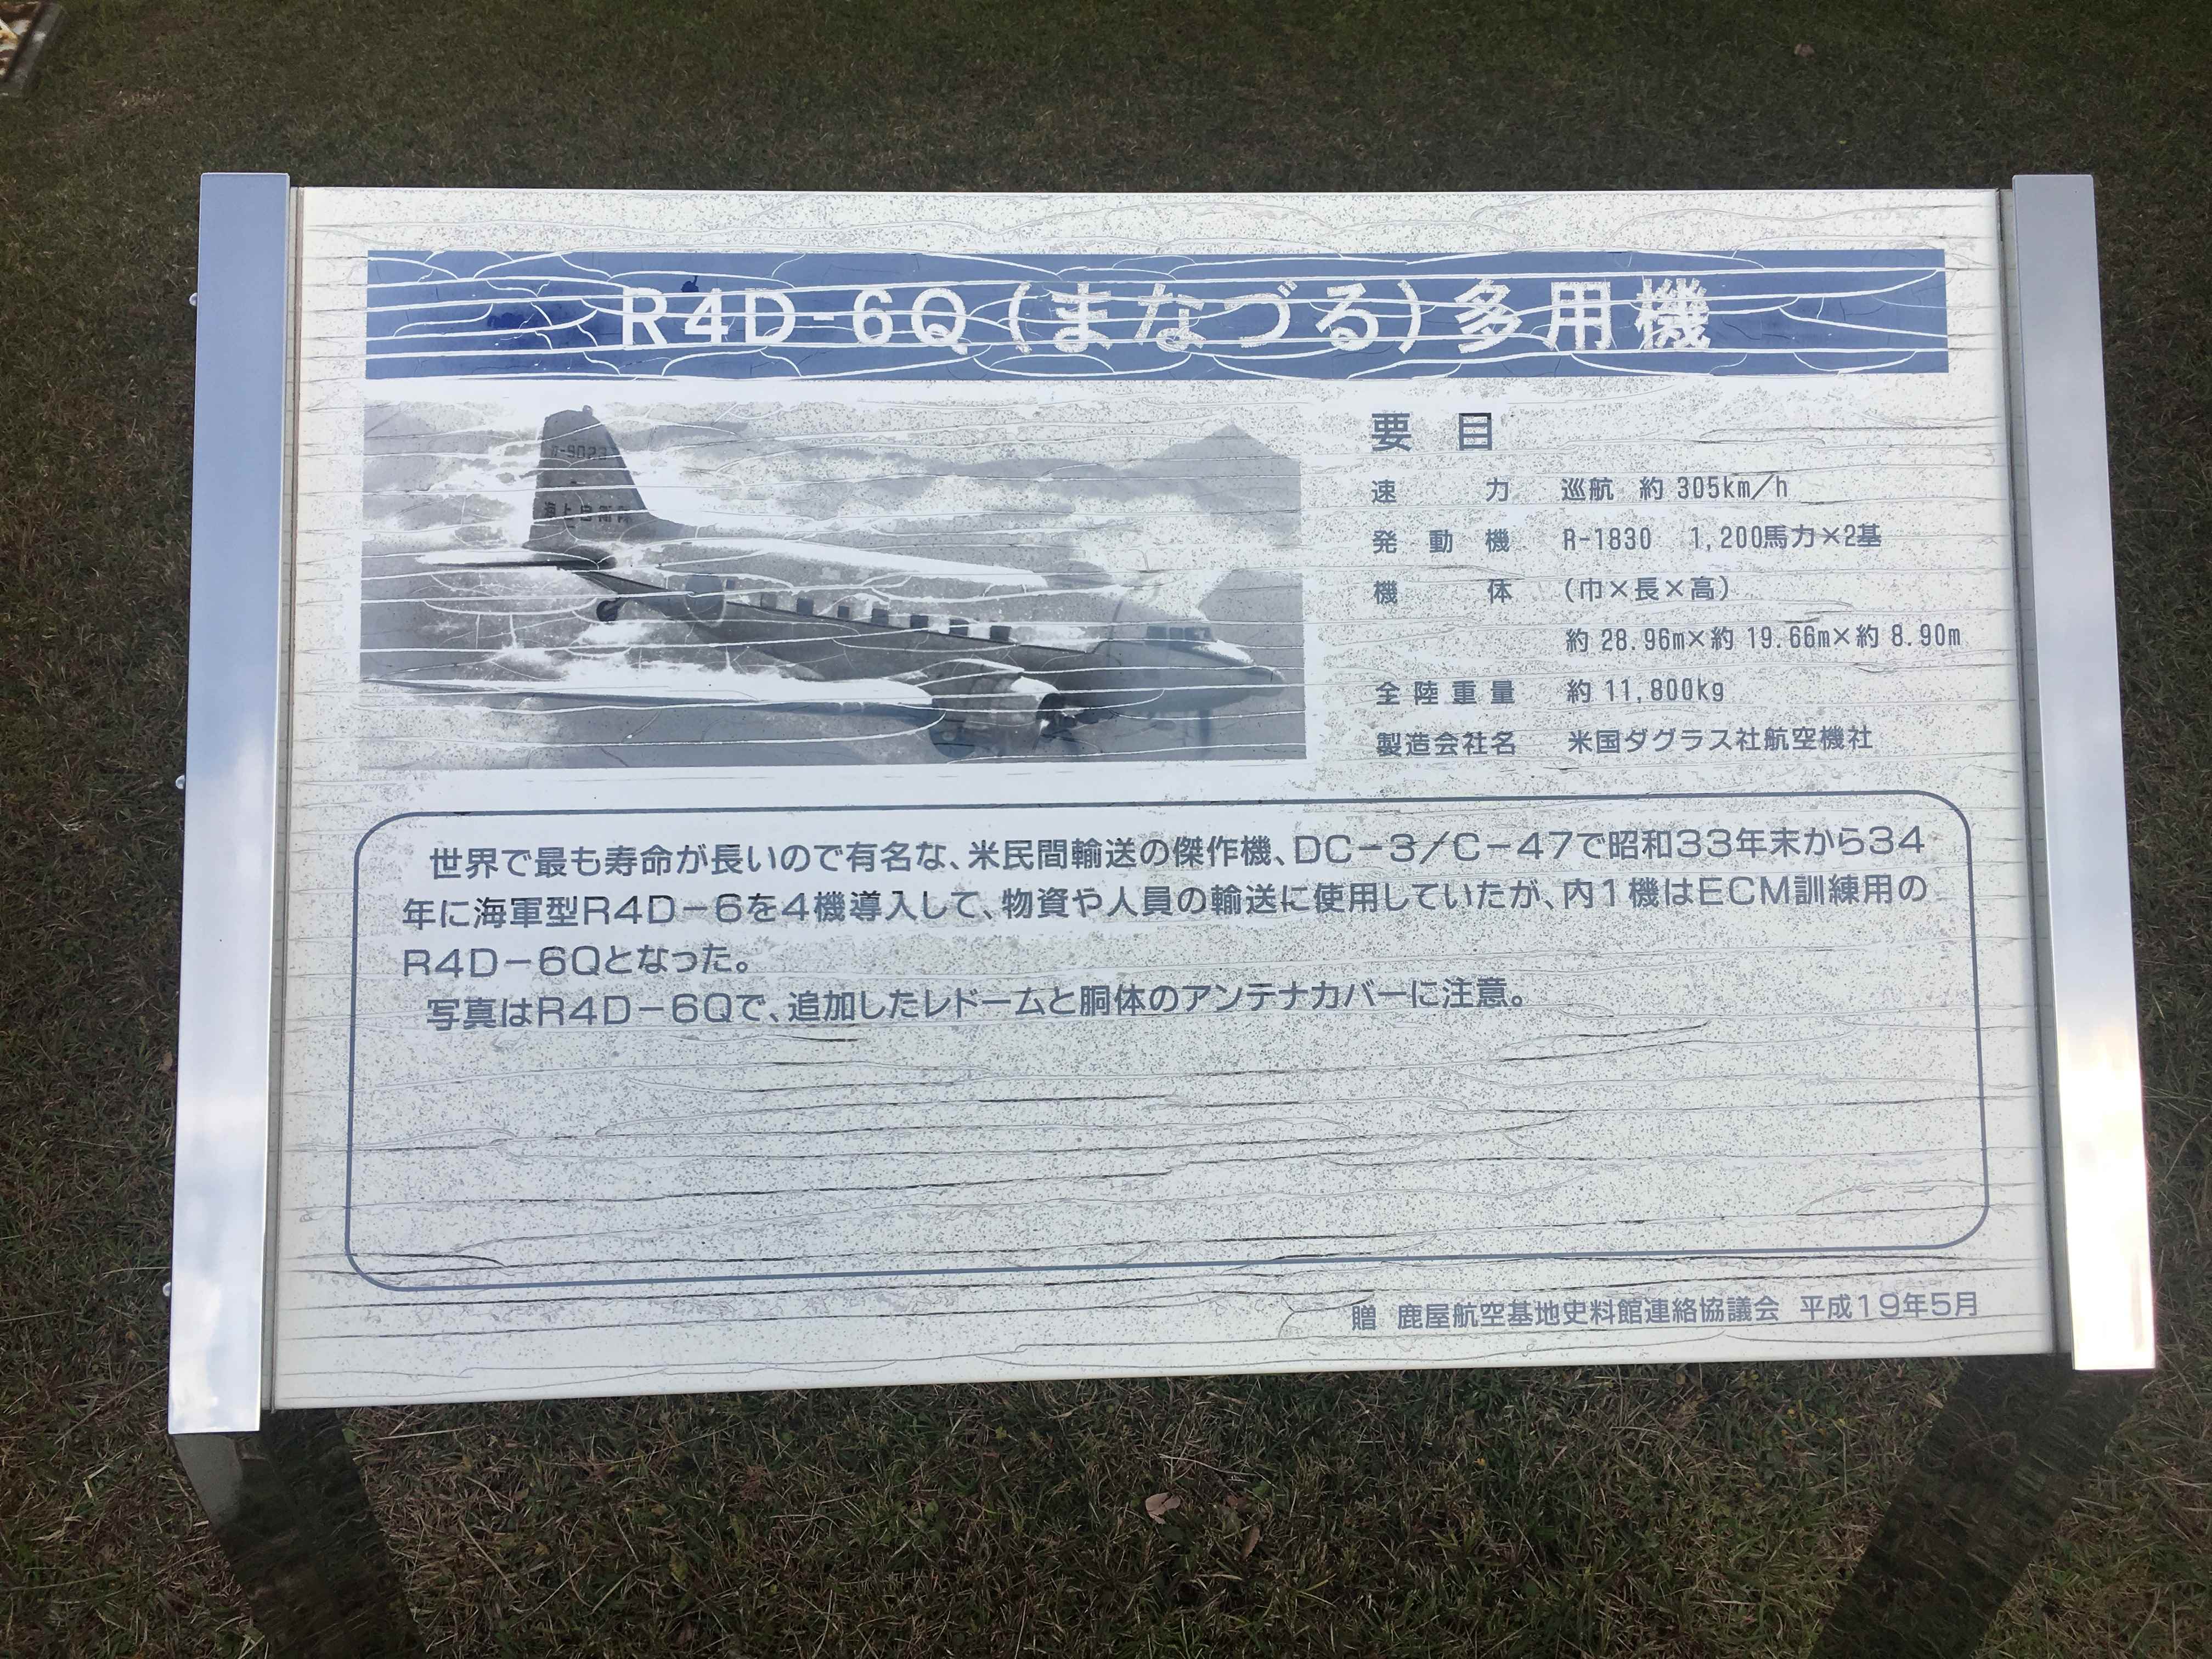 R4D-6Q(まなづる)多用機
9023
海上自衛隊
要目
速力 巡航 約305km/h
発動機 R-1830 1,200馬力×2基
機体 (巾×長×高)
約28.96m×約19.66m×約8.90m
全陸重量 約11,800kg
製造会社名 米国ダグラス社航空機社
世界で最も寿命が長いので有名な、米民間輸送の傑作機、DC-3/C-47で昭和33年末から34
年に海軍型R4D-6を4機導入して、物資や人員の輸送に使用していたが、内1機はECM訓練用の
R4D-6Qとなった。
写真はR4D-6Qで、追加したレドームと胴体のアンテナカバーに注意。
贈 鹿屋航空基地史料館連絡協議会 平成19年5月